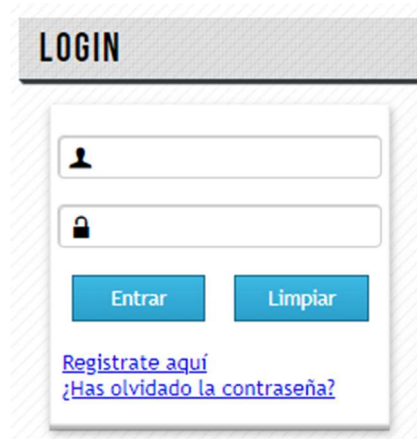 LOGIN
Entrar Limpiar
Registrate aquí
¿Has olvidado la contraseña?